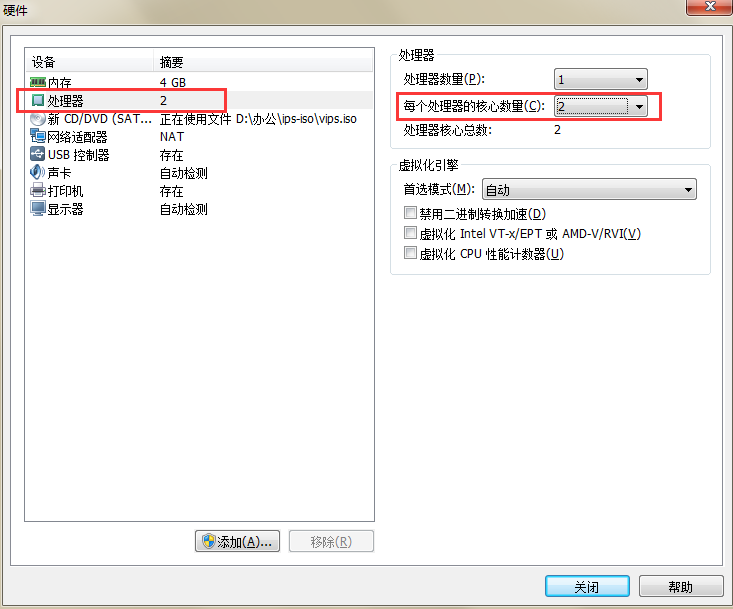 硬件
设备 摘要
内存 4 GB
处理器 2
新 CD/DVD (SAT... 正在使用文件 D:\办公\ips-iso\vips.iso
网络适配器 NAT
USB 控制器 存在
声卡 自动检测
打印机 存在
显示器 自动检测
添加(A)... 移除(R)
处理器
处理器数量(P): 1
每个处理器的核心数量(C): 2
处理器核心总数: 2
虚拟化引擎
首选模式(M): 自动
禁用二进制转换加速(D)
虚拟化 Intel VT-x/EPT 或 AMD-V/RVI(V)
虚拟化 CPU 性能计数器(U)
关闭 帮助